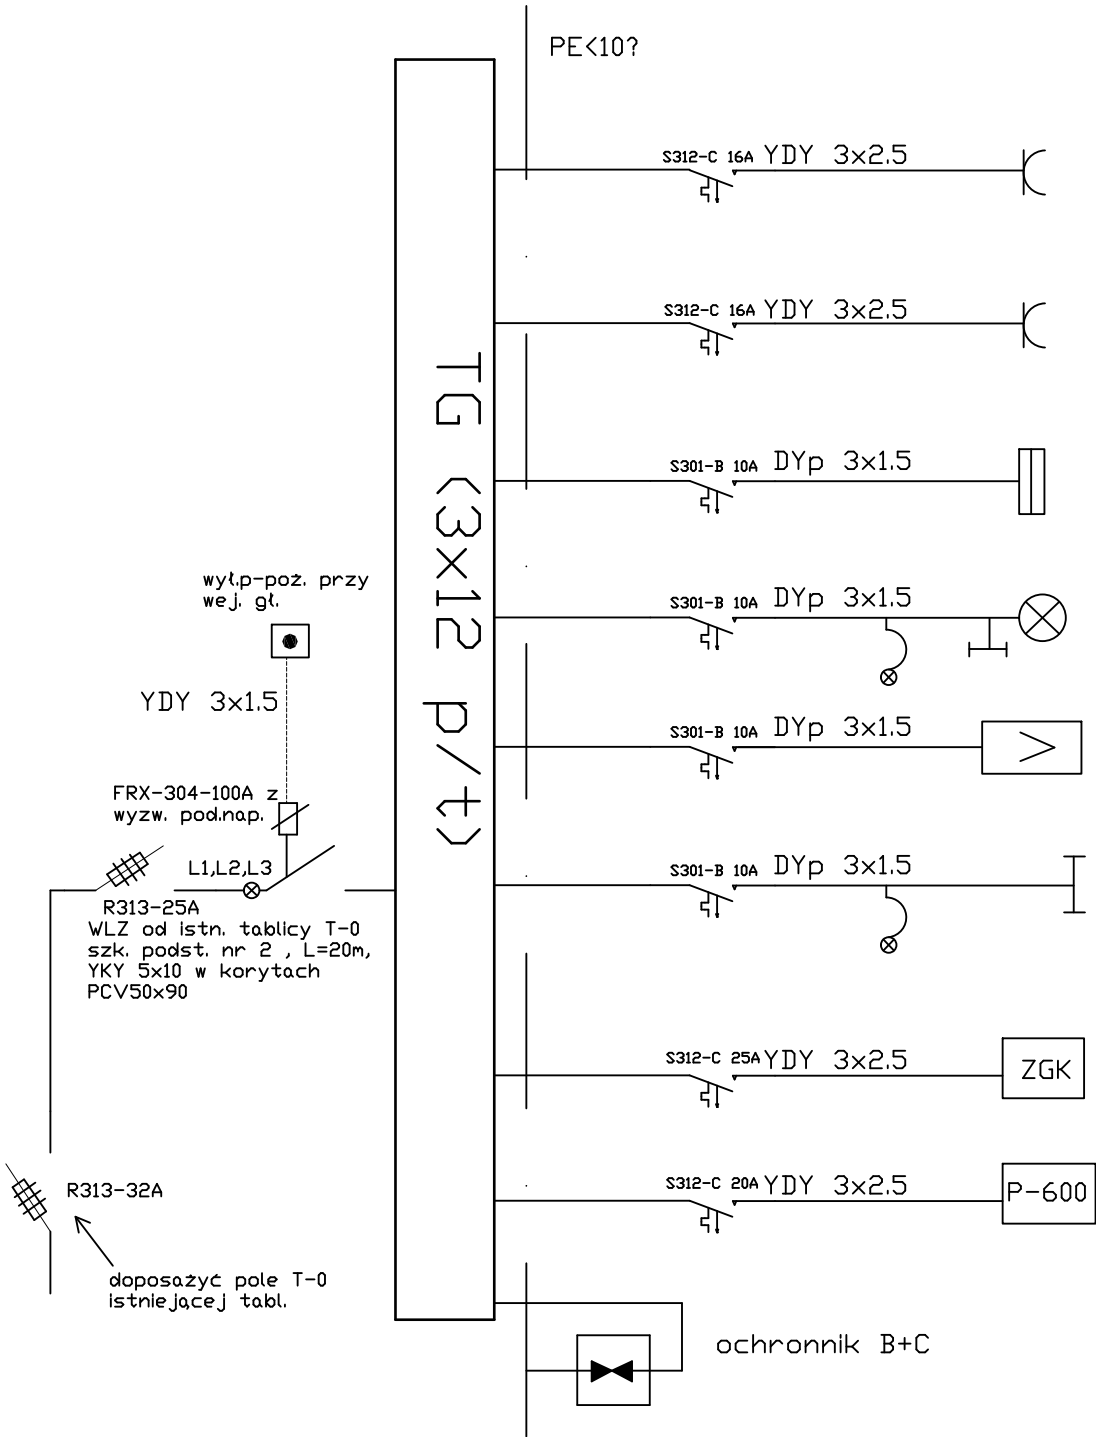 PE<10?
S312-C 16A YDY 3x2.5
S312-C 16A YDY 3x2.5
S301-B 10A DYp 3x1.5
S301-B 10A DYp 3x1.5
S301-B 10A DYp 3x1.5
>
S301-B 10A DYp 3x1.5
S312-C 25A YDY 3x2.5
ZGK
S312-C 20A YDY 3x2.5
P-600
ochronnik B+C
TG (3x12 p/t)
wył.p-poż. przy
wej. gł.
YDY 3x1.5
FRX-304-100A z
wyzw. pod.nap.
L1,L2,L3
R313-25A
WLZ od istn. tablicy T-0
szk. podst. nr 2 , L=20m,
YKY 5x10 w korytach
PCV50x90
R313-32A
doposażyć pole T-0
istniejącej tabl.